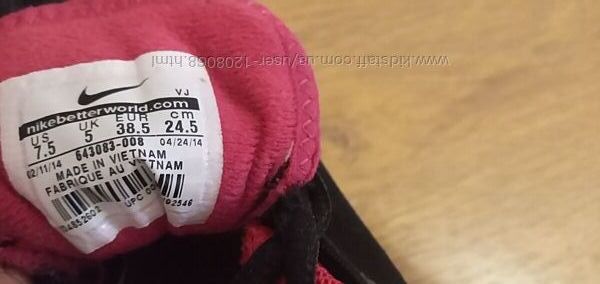 VJ
nikebetterworld.com
US UK EUR cm
7.5 5 38.5 24.5
643083-008
02/11/14 04/24/14
MADE IN VIETNAM
FABRIQUE AU VIETNAM
UPC
www.kidstaff.com.ua/user-1208068.html